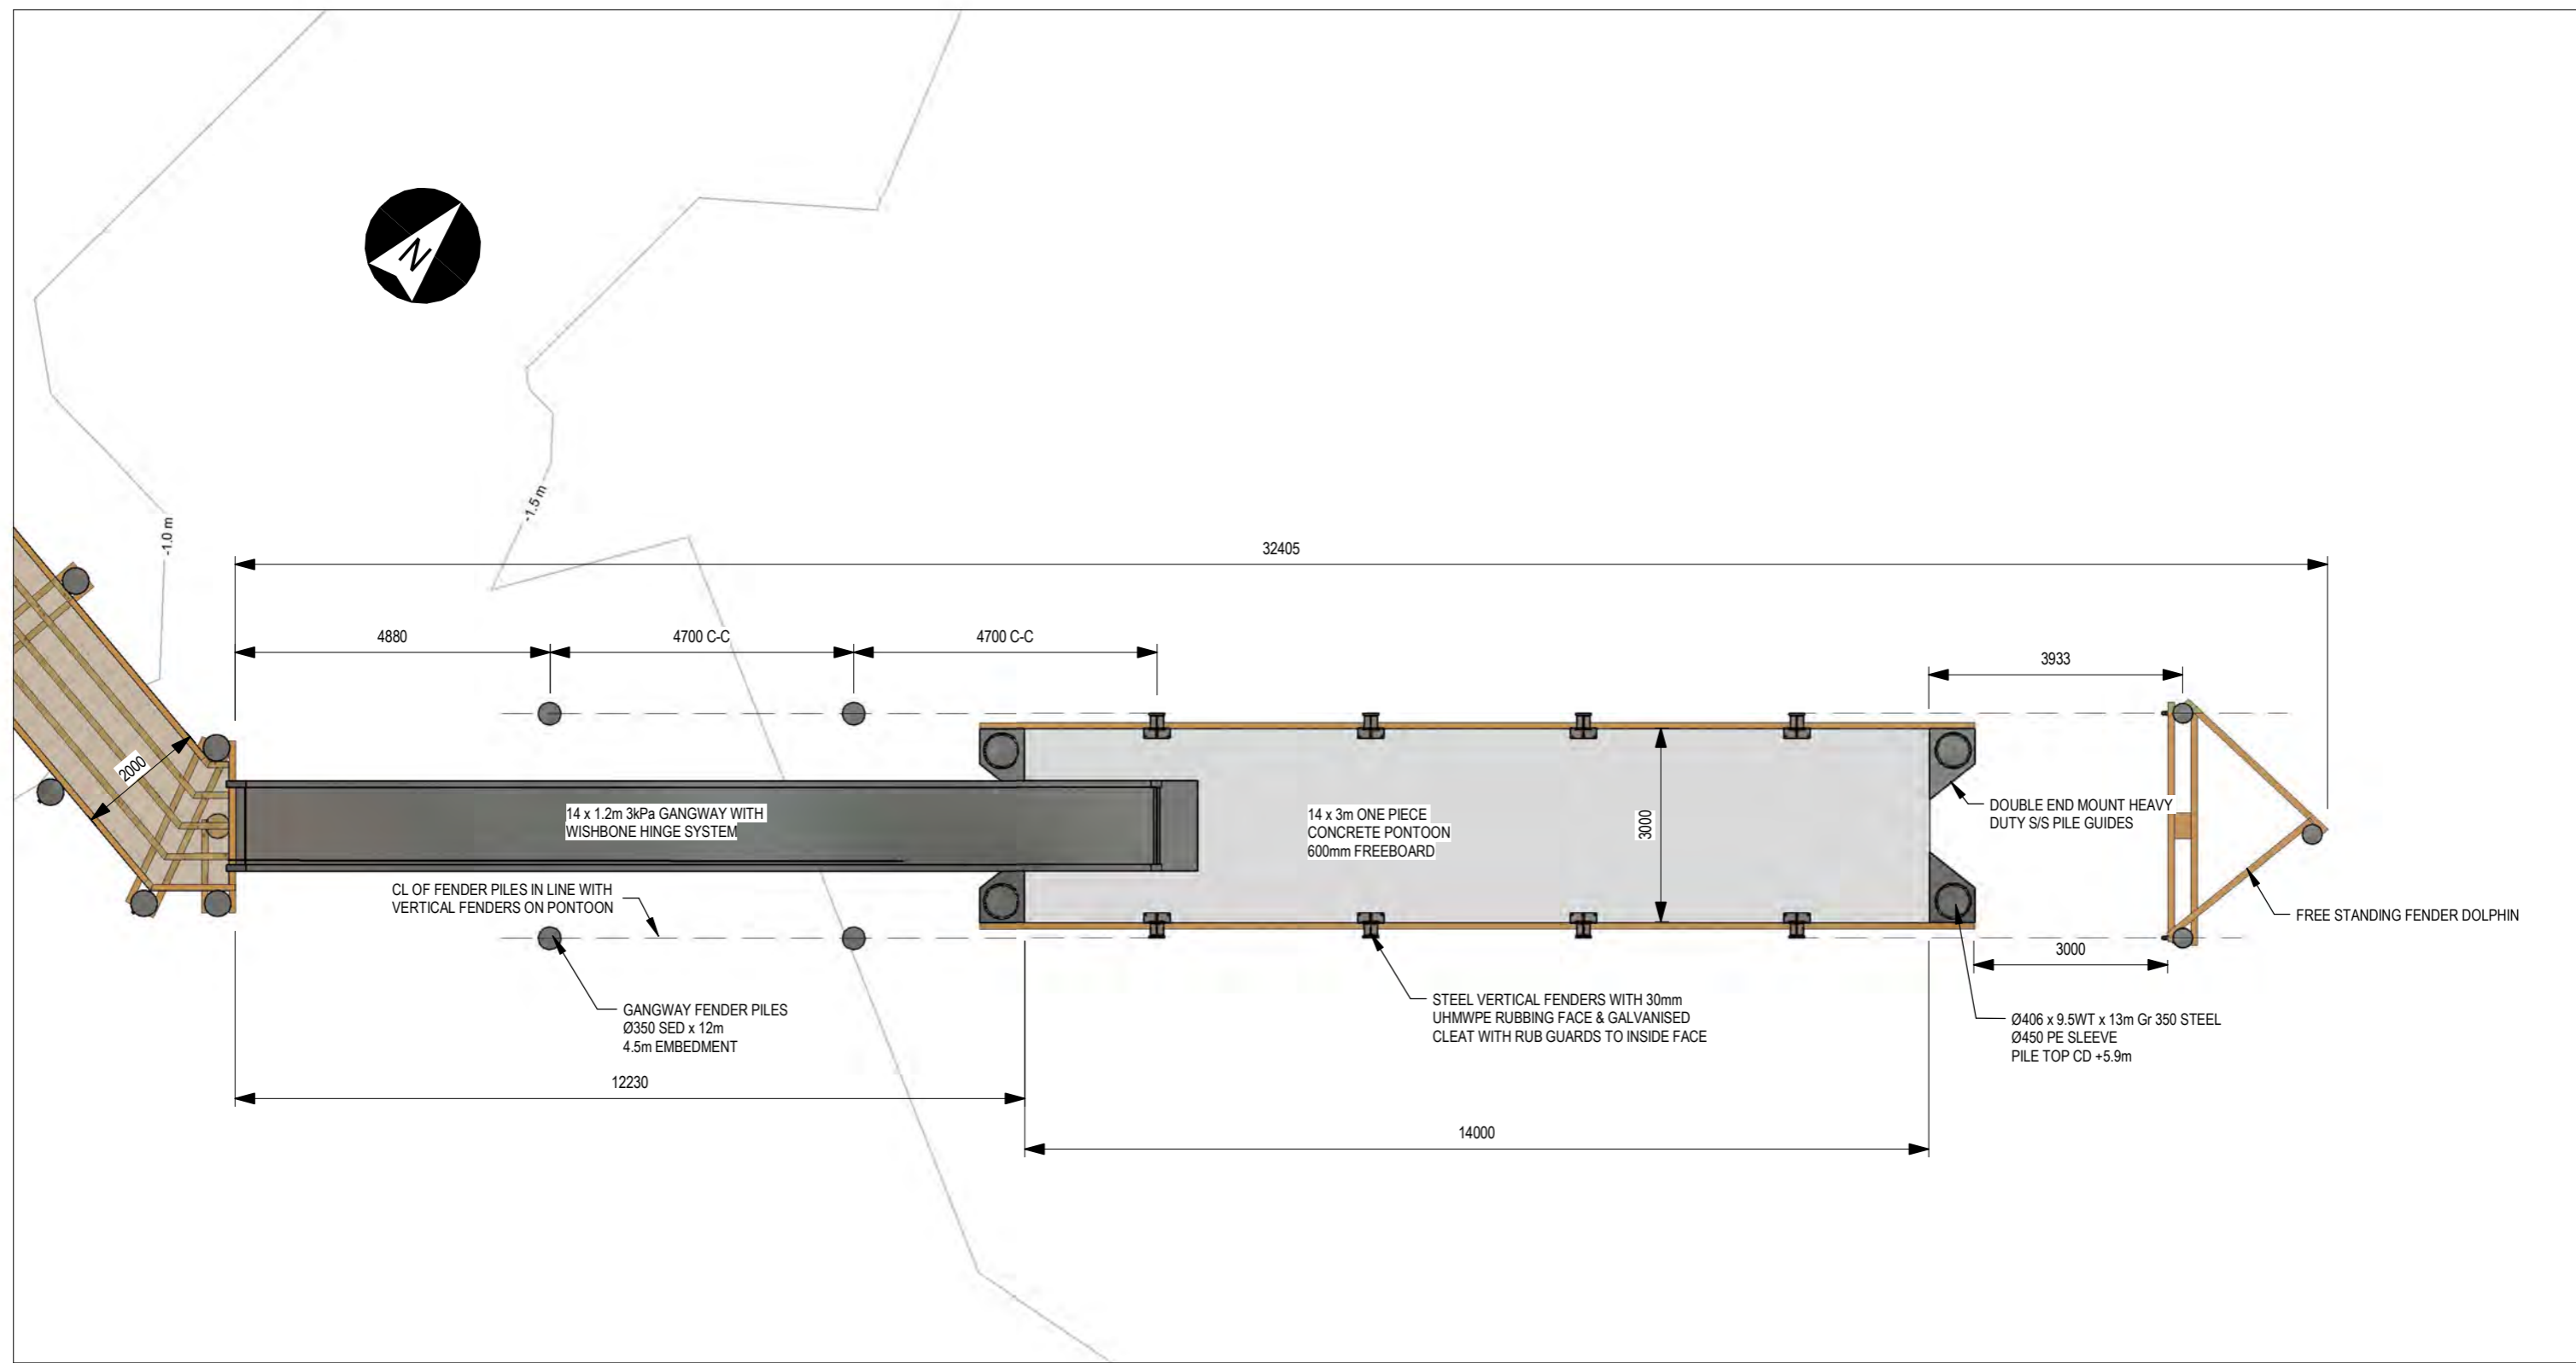 N
-1.0 m
-1.5 m
32405
4880
4700 C-C
4700 C-C
3933
2000
14 x 1.2m 3kPa GANGWAY WITH
WISHBONE HINGE SYSTEM
14 x 3m ONE PIECE
CONCRETE PONTOON
600mm FREEBOARD
3000
DOUBLE END MOUNT HEAVY
DUTY S/S PILE GUIDES
CL OF FENDER PILES IN LINE WITH
VERTICAL FENDERS ON PONTOON
FREE STANDING FENDER DOLPHIN
3000
GANGWAY FENDER PILES
Ø350 SED x 12m
4.5m EMBEDMENT
STEEL VERTICAL FENDERS WITH 30mm
UHMWPE RUBBING FACE & GALVANISED
CLEAT WITH RUB GUARDS TO INSIDE FACE
Ø406 x 9.5WT x 13m Gr 350 STEEL
Ø450 PE SLEEVE
PILE TOP CD +5.9m
12230
14000